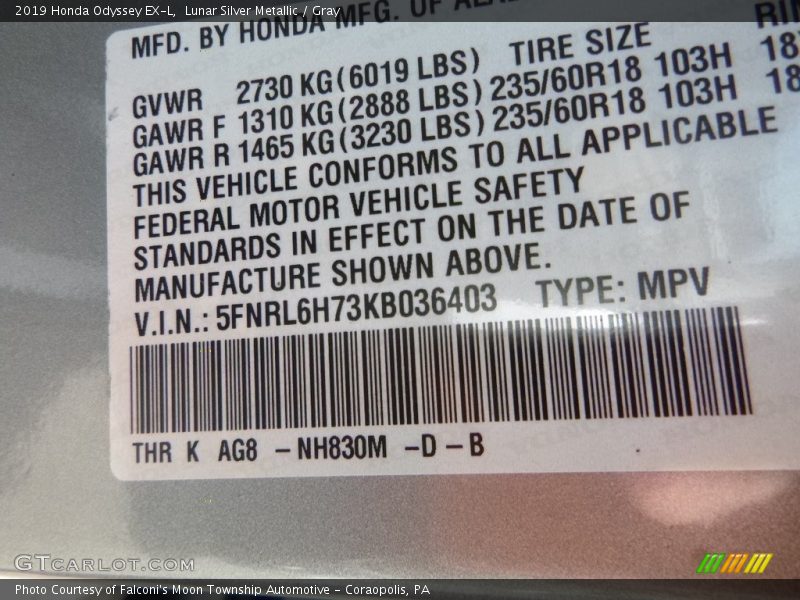 2019 Honda Odyssey EX-L,  Lunar Silver Metallic / Gray
MFD. BY HONDA MFG. OF
TIRE SIZE
GVWR 2730 KG (6019 LBS)
GAWR F 1310 KG (2888 LBS) 235/60R18 103H 18
GAWR R 1465 KG (3230 LBS) 235/60R18 103H 18
THIS VEHICLE CONFORMS TO ALL APPLICABLE
FEDERAL MOTOR VEHICLE SAFETY
STANDARDS IN EFFECT ON THE DATE OF
MANUFACTURE SHOWN ABOVE.
V.I.N.: 5FNRL6H73KB036403 TYPE: MPV
THR K AG8 – NH830M –D – B
GTCARLOT.COM
Photo Courtesy of Falconi's Moon Township Automotive – Coraopolis, PA